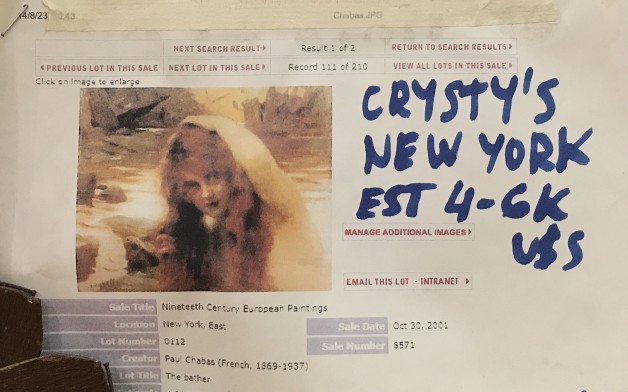 14/8/23
Chabas.JPG
NEXT SEARCH RESULT Result 1 of 2 RETURN TO SEARCH RESULTS
PREVIOUS LOT IN THIS SALE NEXT LOT IN THIS SALE Record 111 of 210 VIEW ALL LOTS IN THIS SALE
Click on image to enlarge
CRYSTY'S
NEW YORK
EST 4-6K
U$S
MANAGE ADDITIONAL IMAGES
EMAIL THIS LOT - INTRANET
Sale Title Nineteeth Century European Paintings
Location New York, East Sale Date Oct 30, 2001
Lot Number 0112 Sale Number 8571
Creator Paul Chabas (French, 1869-1937)
Lot Title The bather